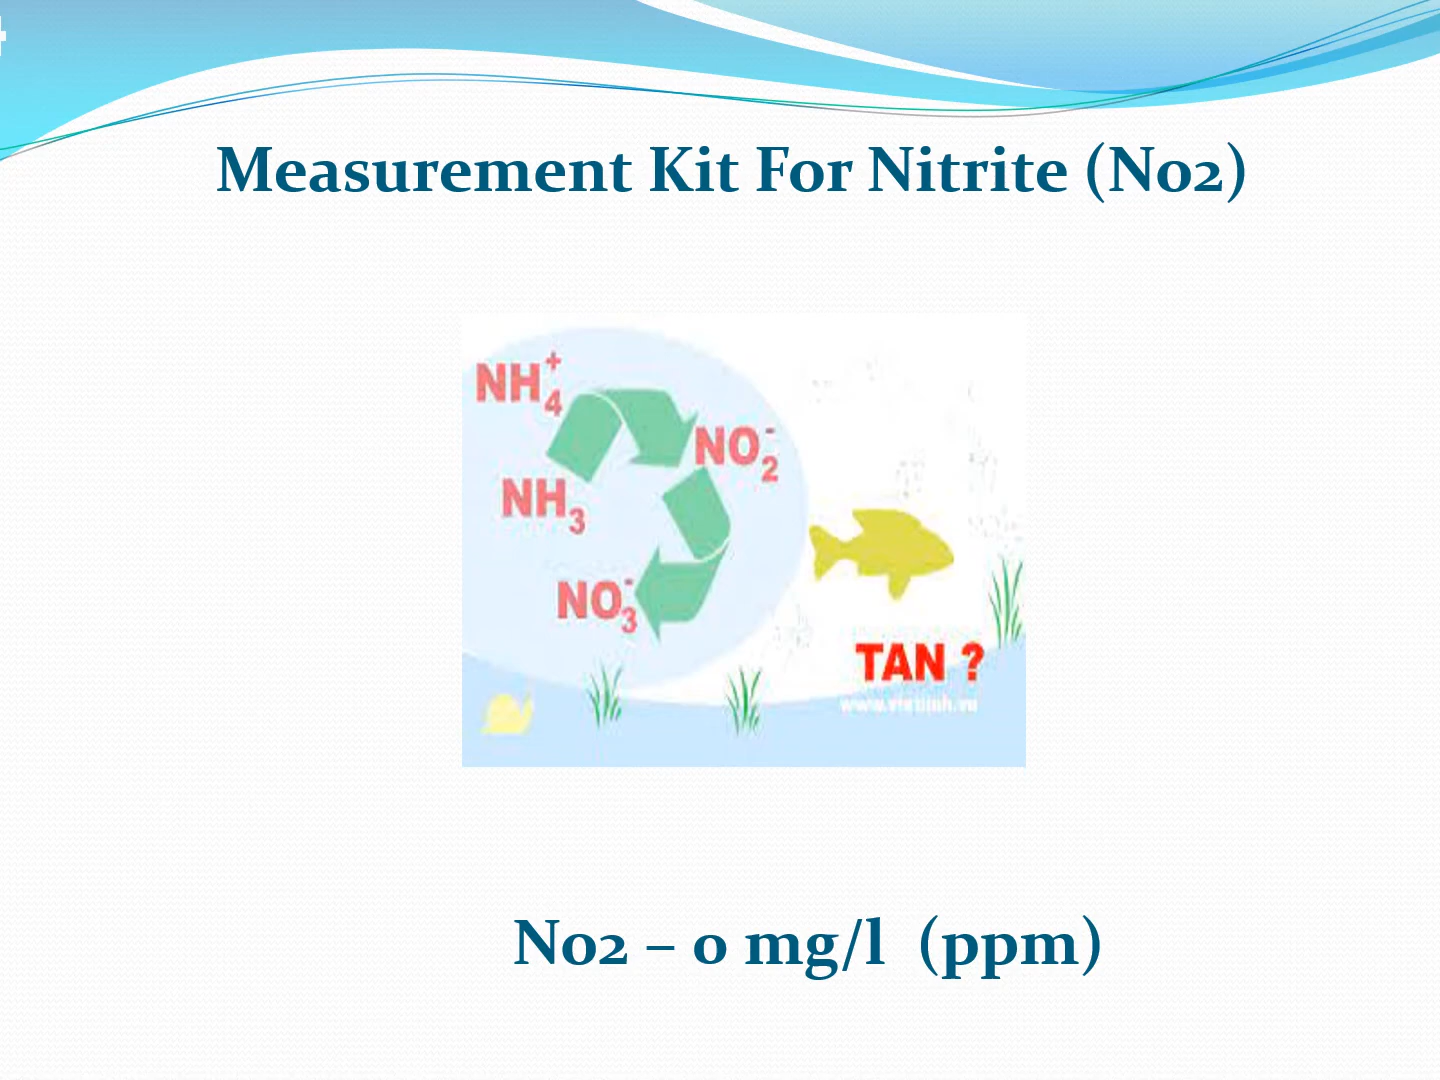 Measurement Kit For Nitrite (No2)
NH4+
NO2-
NH3
NO3-
TAN ?
No2 – 0 mg/l (ppm)